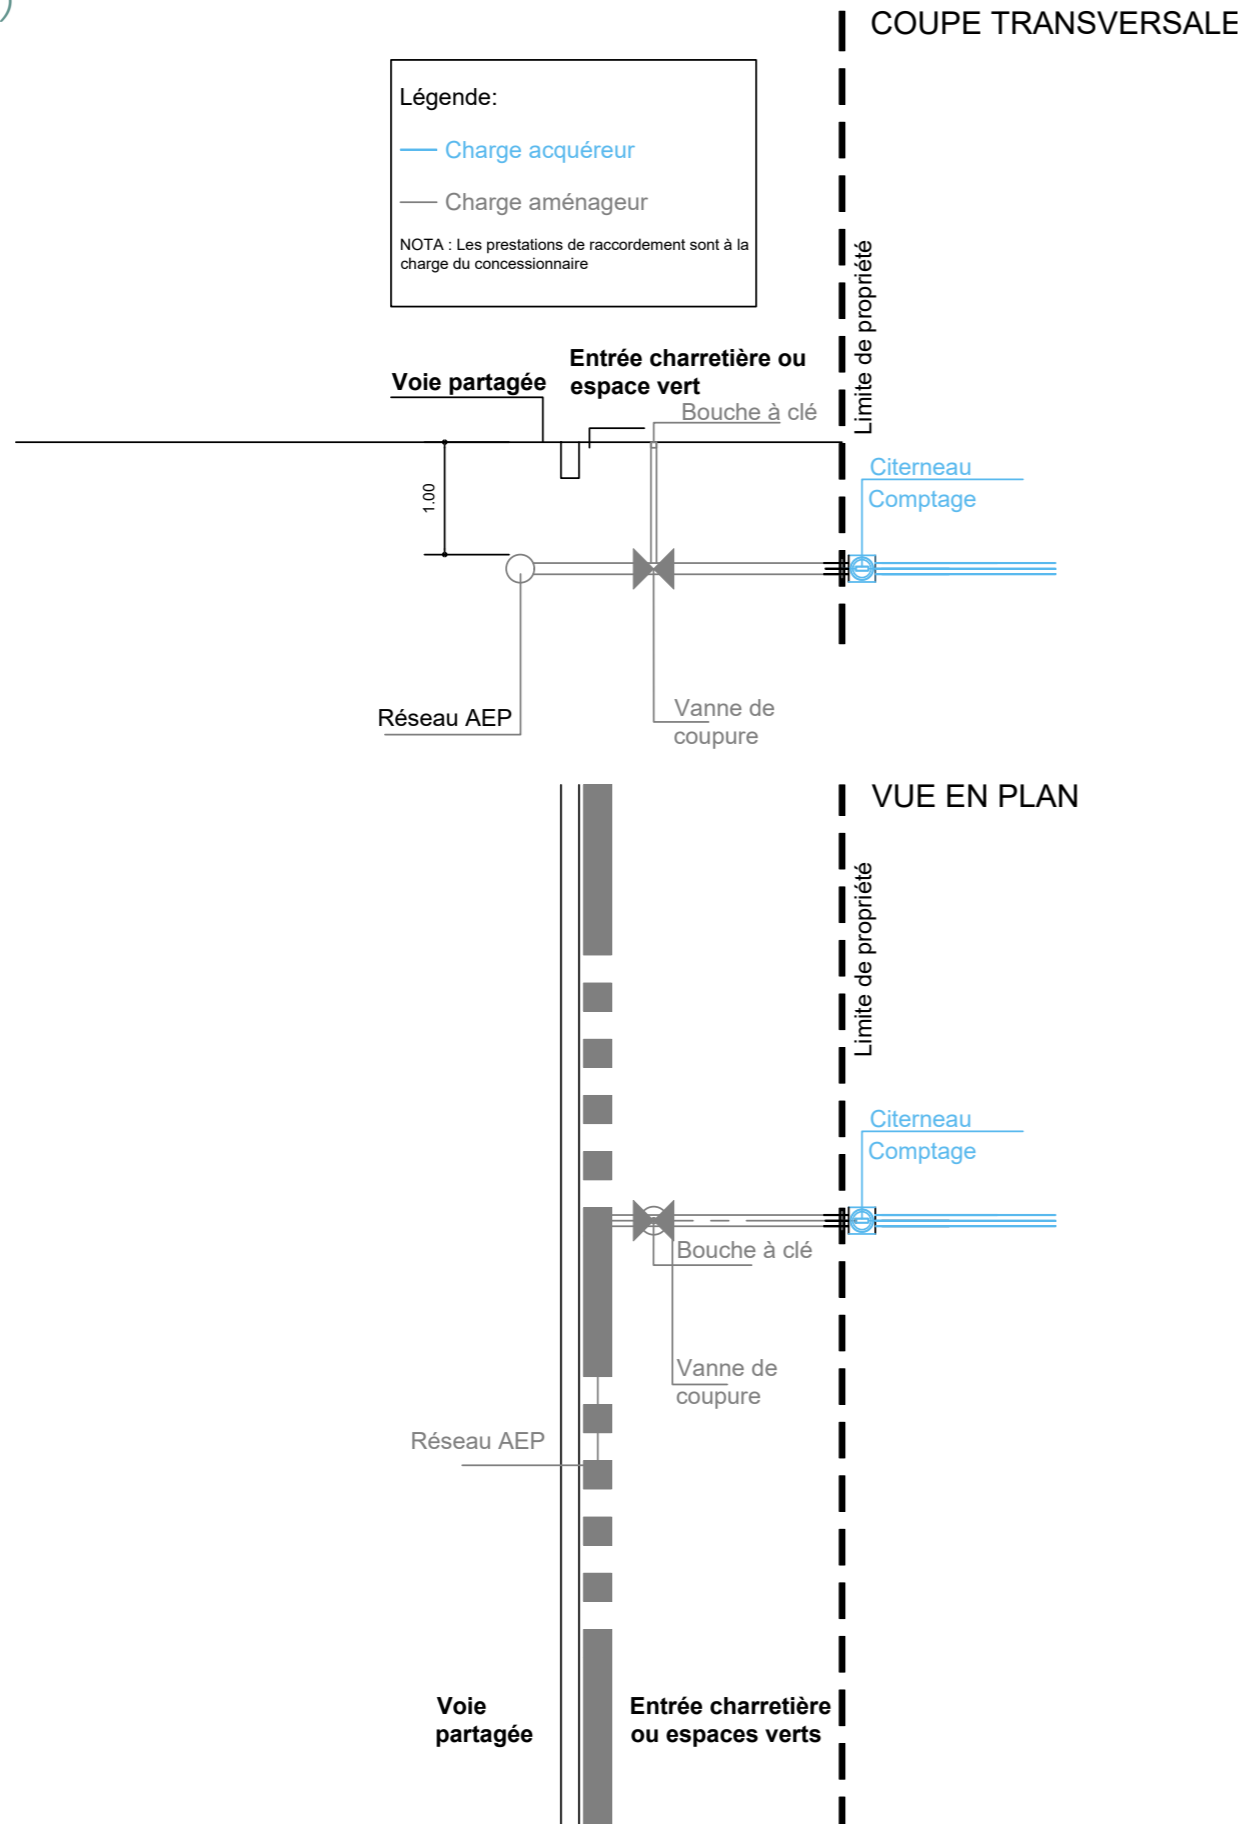 )
COUPE TRANSVERSALE
Légende:
Charge acquéreur
Charge aménageur
NOTA : Les prestations de raccordement sont à la
charge du concessionnaire
Limite de propriété
Voie partagée
Entrée charretière ou
espace vert
Bouche à clé
Citerneau
Comptage
1.00
Réseau AEP
Vanne de
coupure
VUE EN PLAN
Limite de propriété
Citerneau
Comptage
Bouche à clé
Vanne de
coupure
Réseau AEP
Voie
partagée
Entrée charretière
ou espaces verts